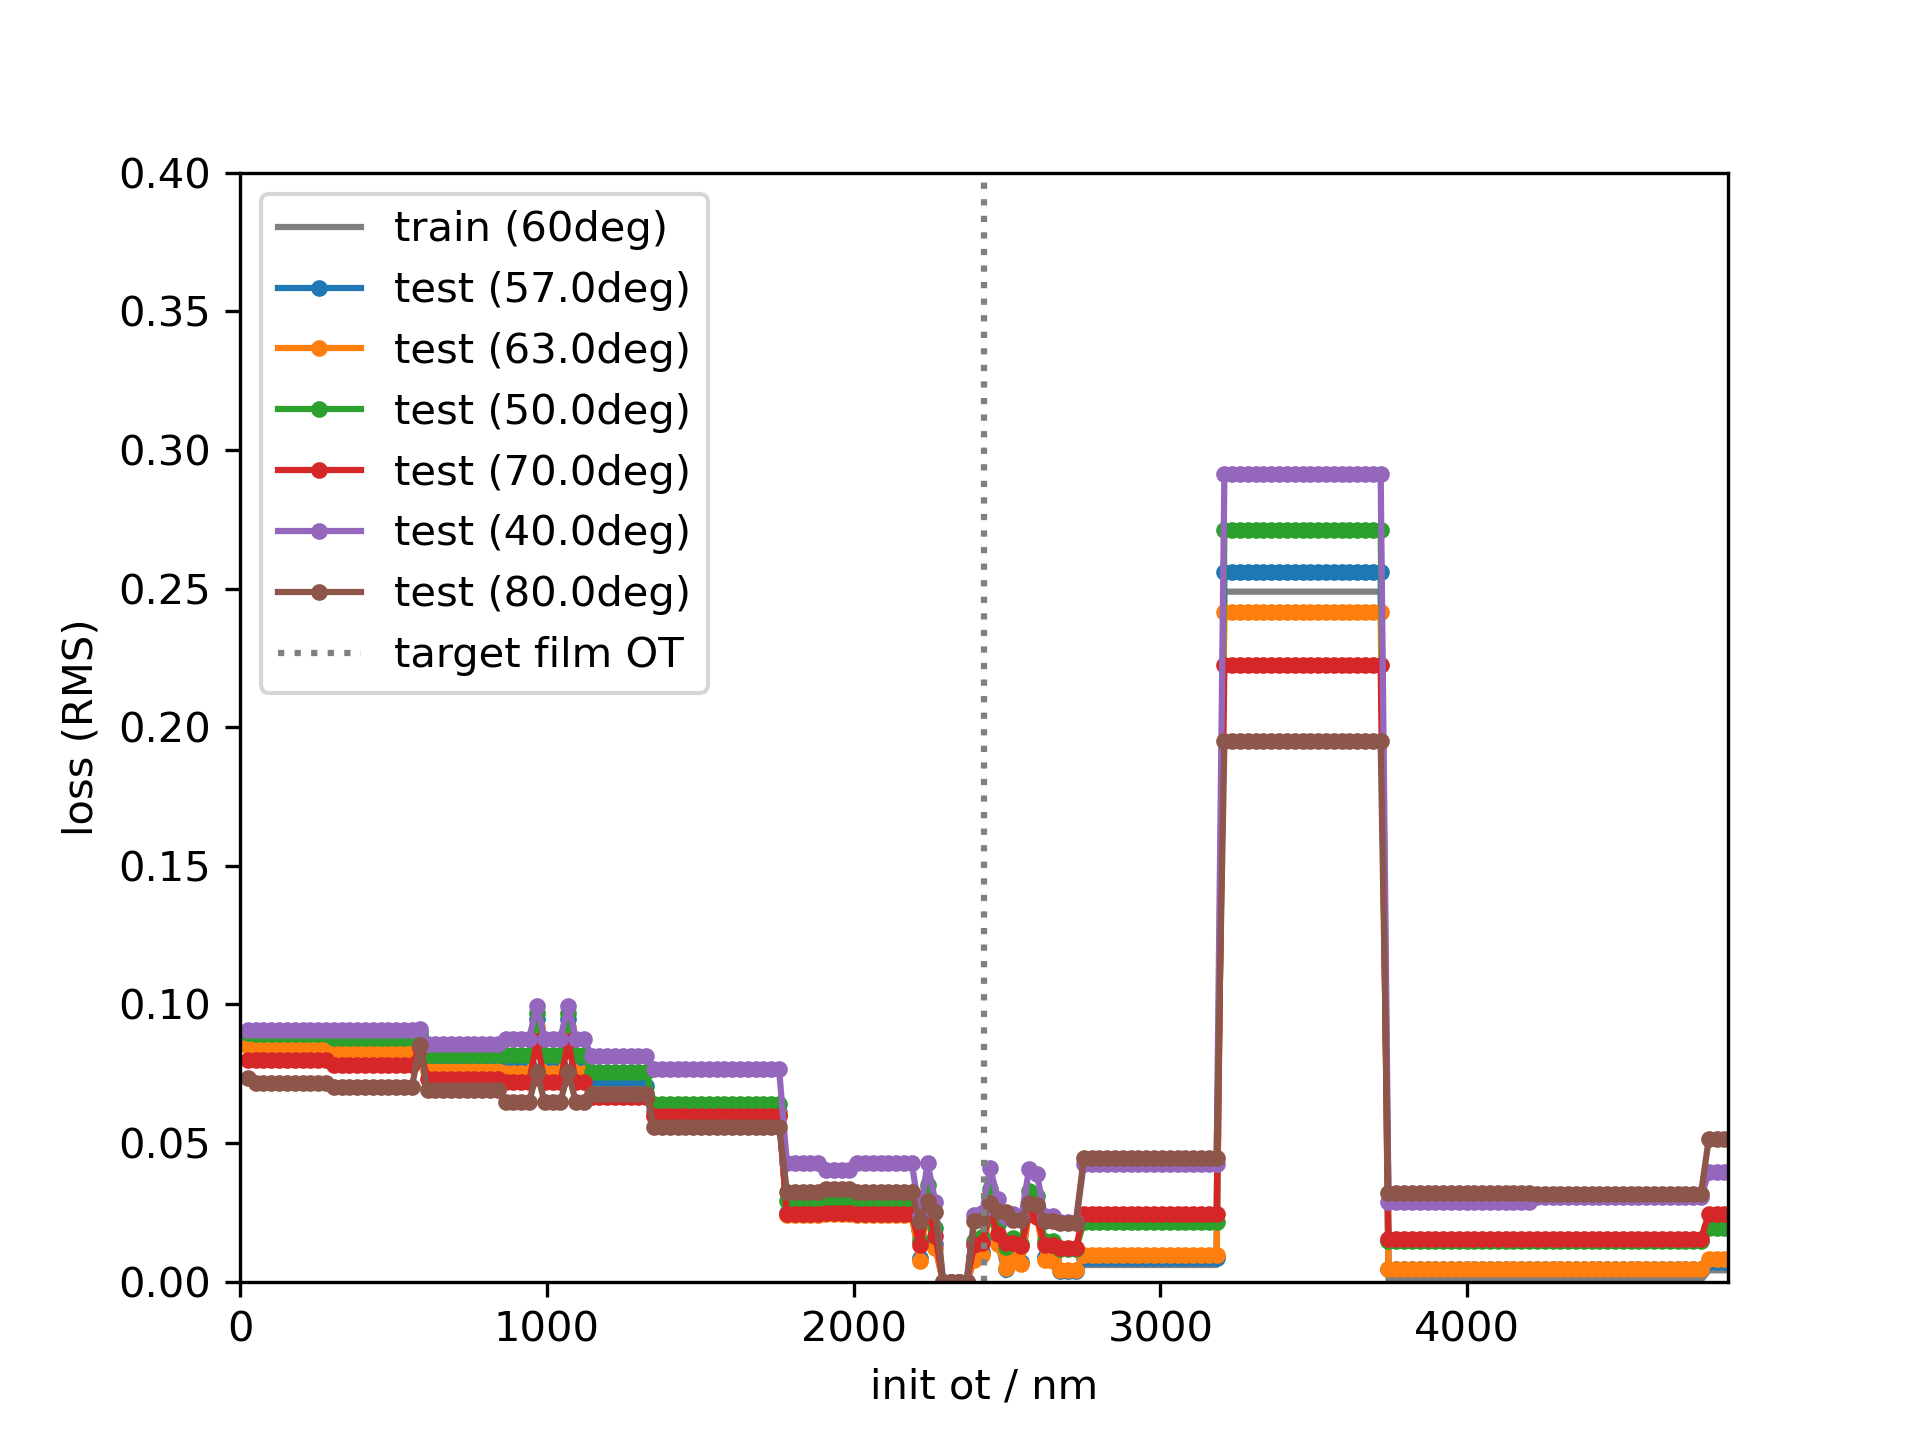 0.40
0.35
0.30
0.25
0.20
0.15
0.10
0.05
0.00
loss (RMS)
train (60deg)
test (57.0deg)
test (63.0deg)
test (50.0deg)
test (70.0deg)
test (40.0deg)
test (80.0deg)
target film OT
0 1000 2000 3000 4000
init ot / nm